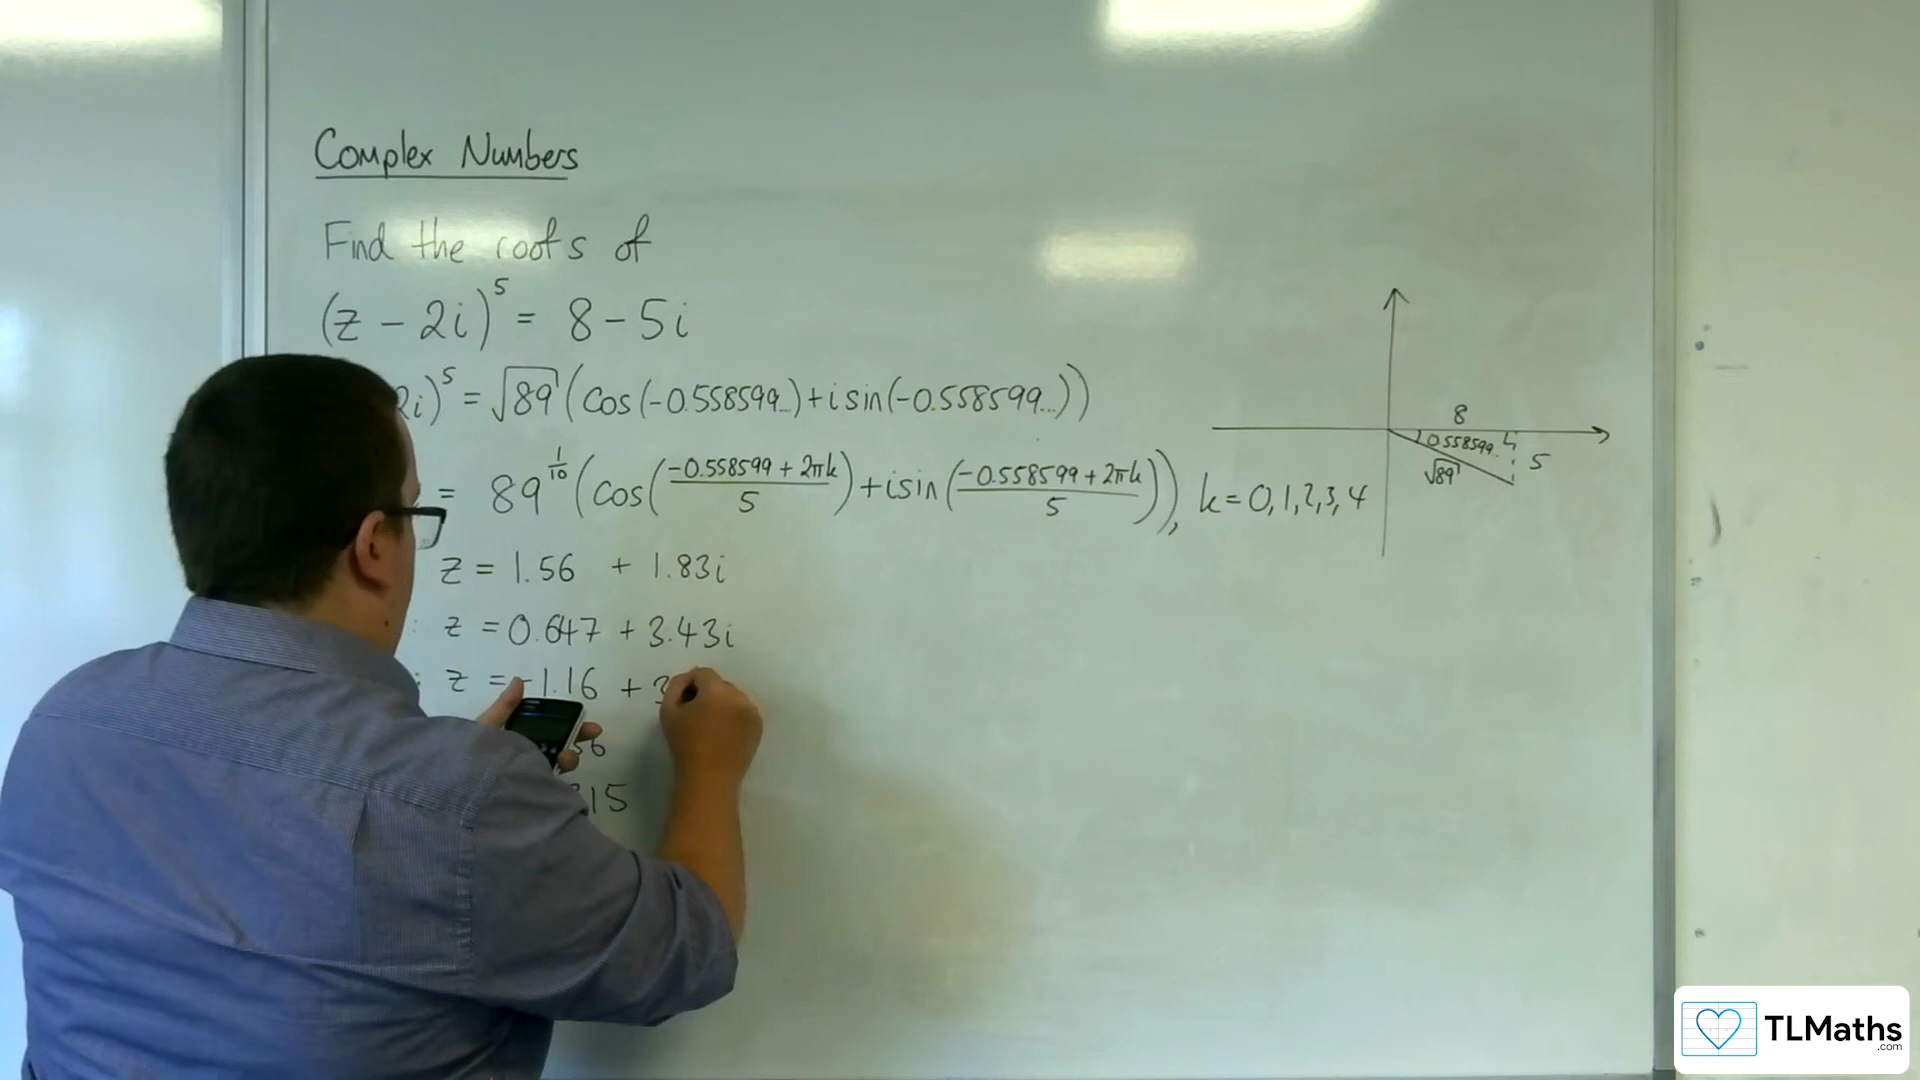 Complex Numbers
Find the roots of
(z - 2i)^5 = 8 - 5i
2i)^5 = √89 (cos(-0.558599...) + i sin(-0.558599...))
= 89^(1/10) (cos((-0.558599 + 2πk)/5) + i sin((-0.558599 + 2πk)/5)), k = 0, 1, 2, 3, 4
z = 1.56 + 1.83i
: z = 0.647 + 3.43i
: z = -1.16 + 3
56
15
8
0.558599...
5
√89
TLMaths
.com